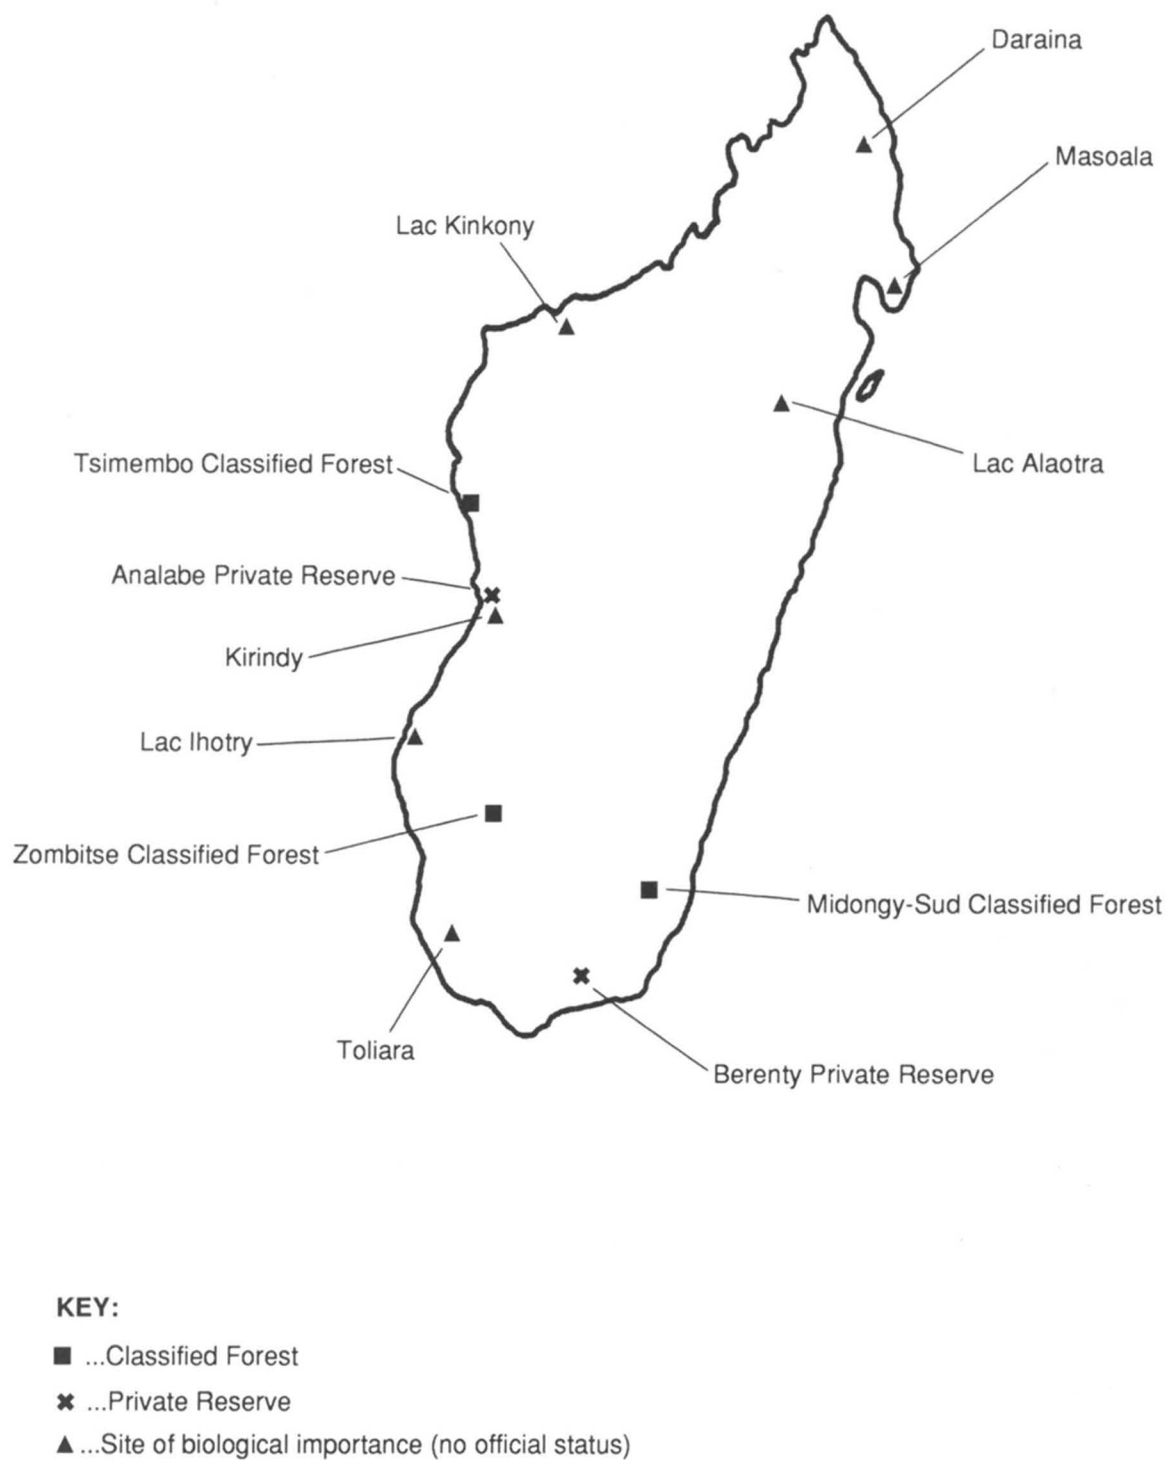 Daraina
Masoala
Lac Kinkony
Tsimembo Classified Forest
Lac Alaotra
Analabe Private Reserve
Kirindy
Lac Ihotry
Zombitse Classified Forest
Midongy-Sud Classified Forest
Toliara
Berenty Private Reserve
KEY:
...Classified Forest
...Private Reserve
...Site of biological importance (no official status)